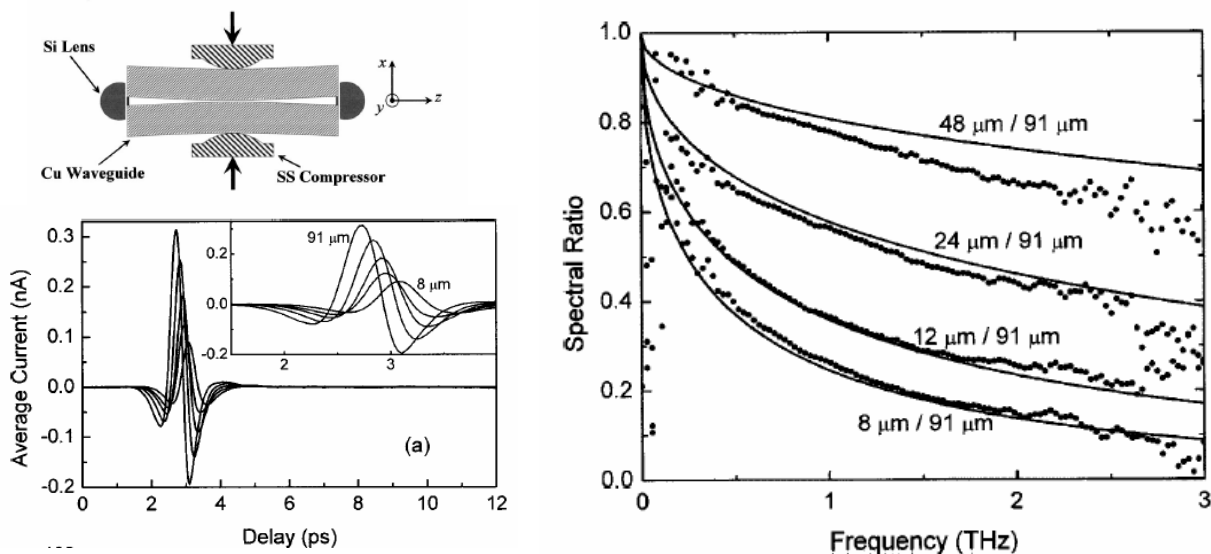 Si Lens
x
y
z
Cu Waveguide
SS Compressor
Average Current (nA)
0.3
0.2
0.1
0.0
-0.1
-0.2
0 2 4 6 8 10 12
Delay (ps)
91 μm
8 μm
0.2
0.0
-0.2
2 3
(a)
Spectral Ratio
1.0
0.8
0.6
0.4
0.2
0.0
48 μm / 91 μm
24 μm / 91 μm
12 μm / 91 μm
8 μm / 91 μm
0 1 2 3
Frequency (THz)